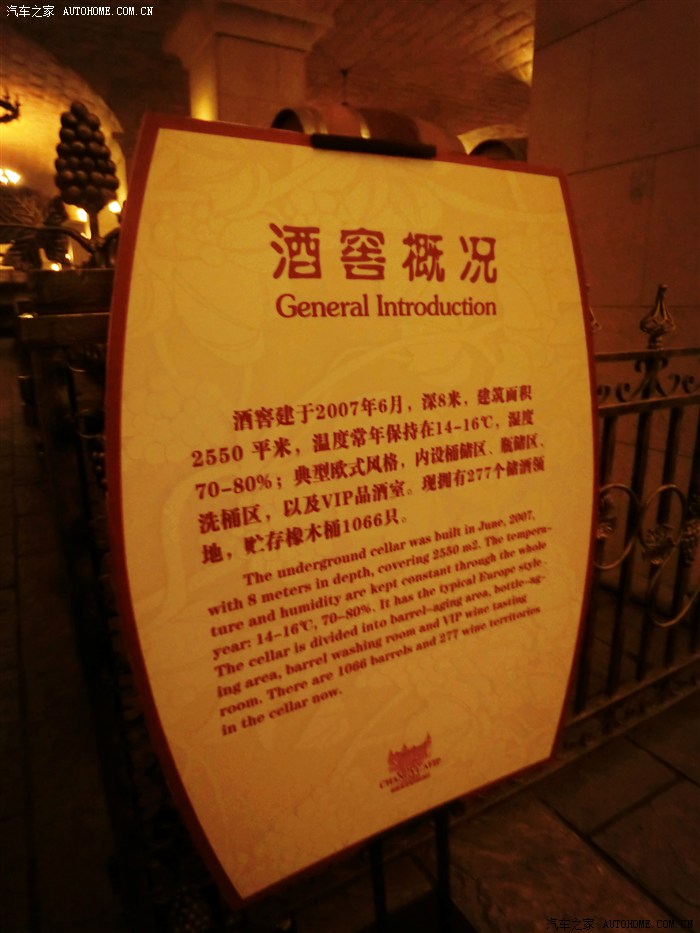 汽车之家 AUTOHOME.COM.CN
酒窖概况
General Introduction
酒窖建于2007年6月，深8米，建筑面积
2550 平米，温度常年保持在14-16℃，湿度
70-80%；典型欧式风格，内设桶储区、瓶储区、
洗桶区，以及VIP品酒室。现拥有277个储酒领
地，贮存橡木桶1066只。
The underground cellar was built in June, 2007,
with 8 meters in depth, covering 2550 m2. The tempera-
ture and humidity are kept constant through the whole
year: 14-16℃, 70-80%. It has the typical Europe style.
The cellar is divided into barrel-aging area, bottle-ag-
ing area, barrel washing room and VIP wine tasting
room. There are 1066 barrels and 277 wine territories
in the cellar now.
汽车之家 AUTOHOME.COM.CN